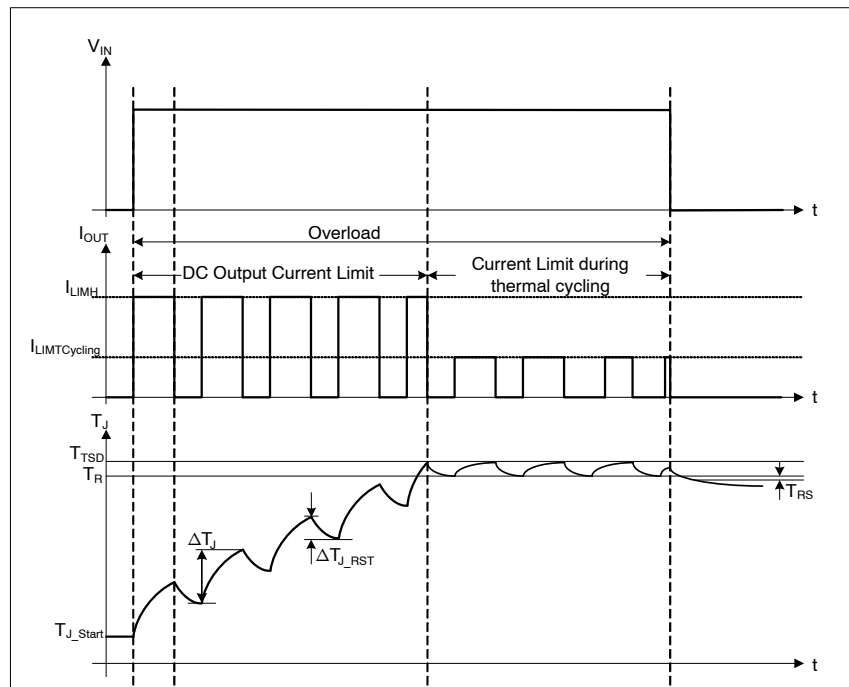 V_IN
t
I_OUT
Overload
DC Output Current Limit
Current Limit during
thermal cycling
I_LIMH
I_LIMTCycling
t
T_J
T_TSD
T_R
T_RS
ΔT_J
ΔT_J_RST
T_J_Start
t